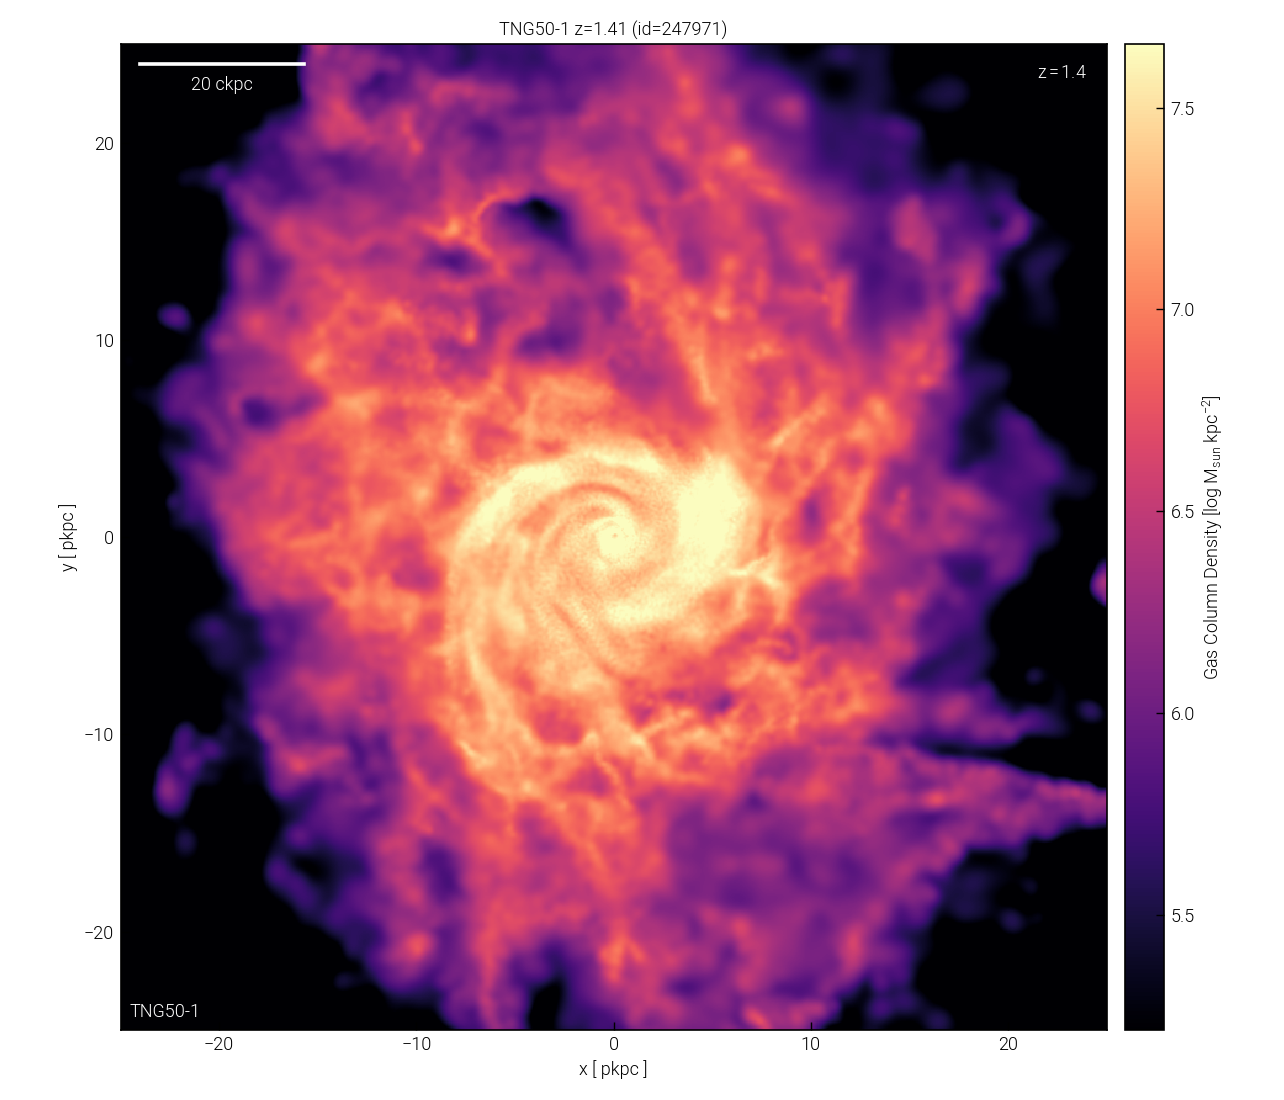 TNG50-1 z=1.41 (id=247971)
20 ckpc
z=1.4
20
10
0
−10
−20
y [ pkpc ]
TNG50-1
−20
−10
0
10
20
x [ pkpc ]
7.5
7.0
6.5
6.0
5.5
Gas Column Density [log M_sun kpc⁻²]